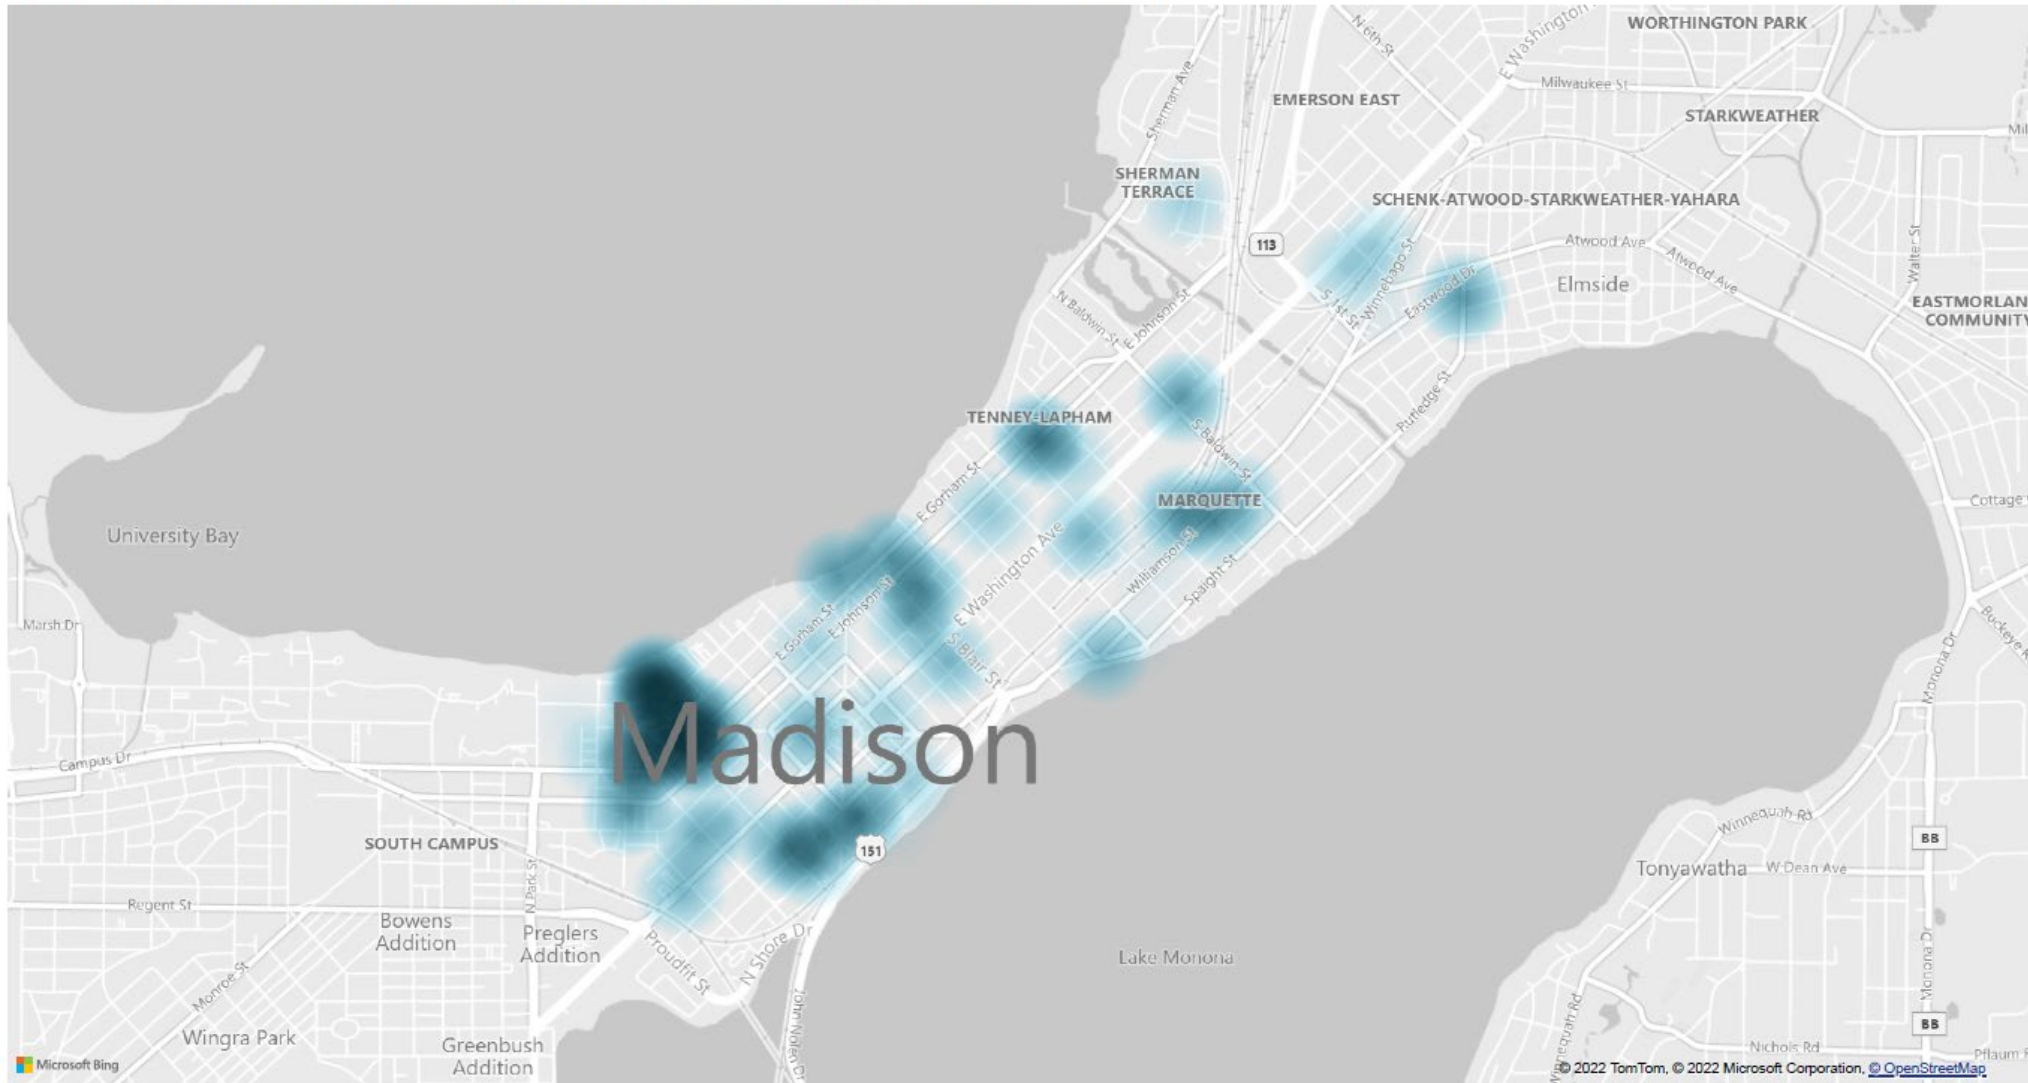 WORTHINGTON PARK
N 6th St
E Washington
Milwaukee St
EMERSON EAST
STARKWEATHER
Mil
Sherman Ave
SHERMAN
TERRACE
SCHENK-ATWOOD-STARKWEATHER-YAHARA
113
Atwood Ave
Walter St
Winnebago St
Atwood Ave
Eastwood Dr
Elmside
S 1st St
N Baldwin St
E Johnson St
EASTMORLAN
COMMUNITY
Rutledge St
TENNEY-LAPHAM
S Baldwin St
E Gorham St
MARQUETTE
Cottage
University Bay
E Washington Ave
Williamson St
Spaight St
E Johnson St
E Gorham St
Marsh Dr
S Blair St
Buckeye R
Monona Dr
Madison
Campus Dr
Winnequah Rd
BB
SOUTH CAMPUS
151
Tonyawatha
W Dean Ave
N Park St
Regent St
Bowens
Addition
Preglers
Addition
Proudfit St
N Shore Dr
Lake Monona
Monona Dr
Monroe St
John Nolen Dr
Winnequah Rd
BB
Wingra Park
Greenbush
Addition
Nichols Rd
Pflaum R
Microsoft Bing
© 2022 TomTom, © 2022 Microsoft Corporation, © OpenStreetMap